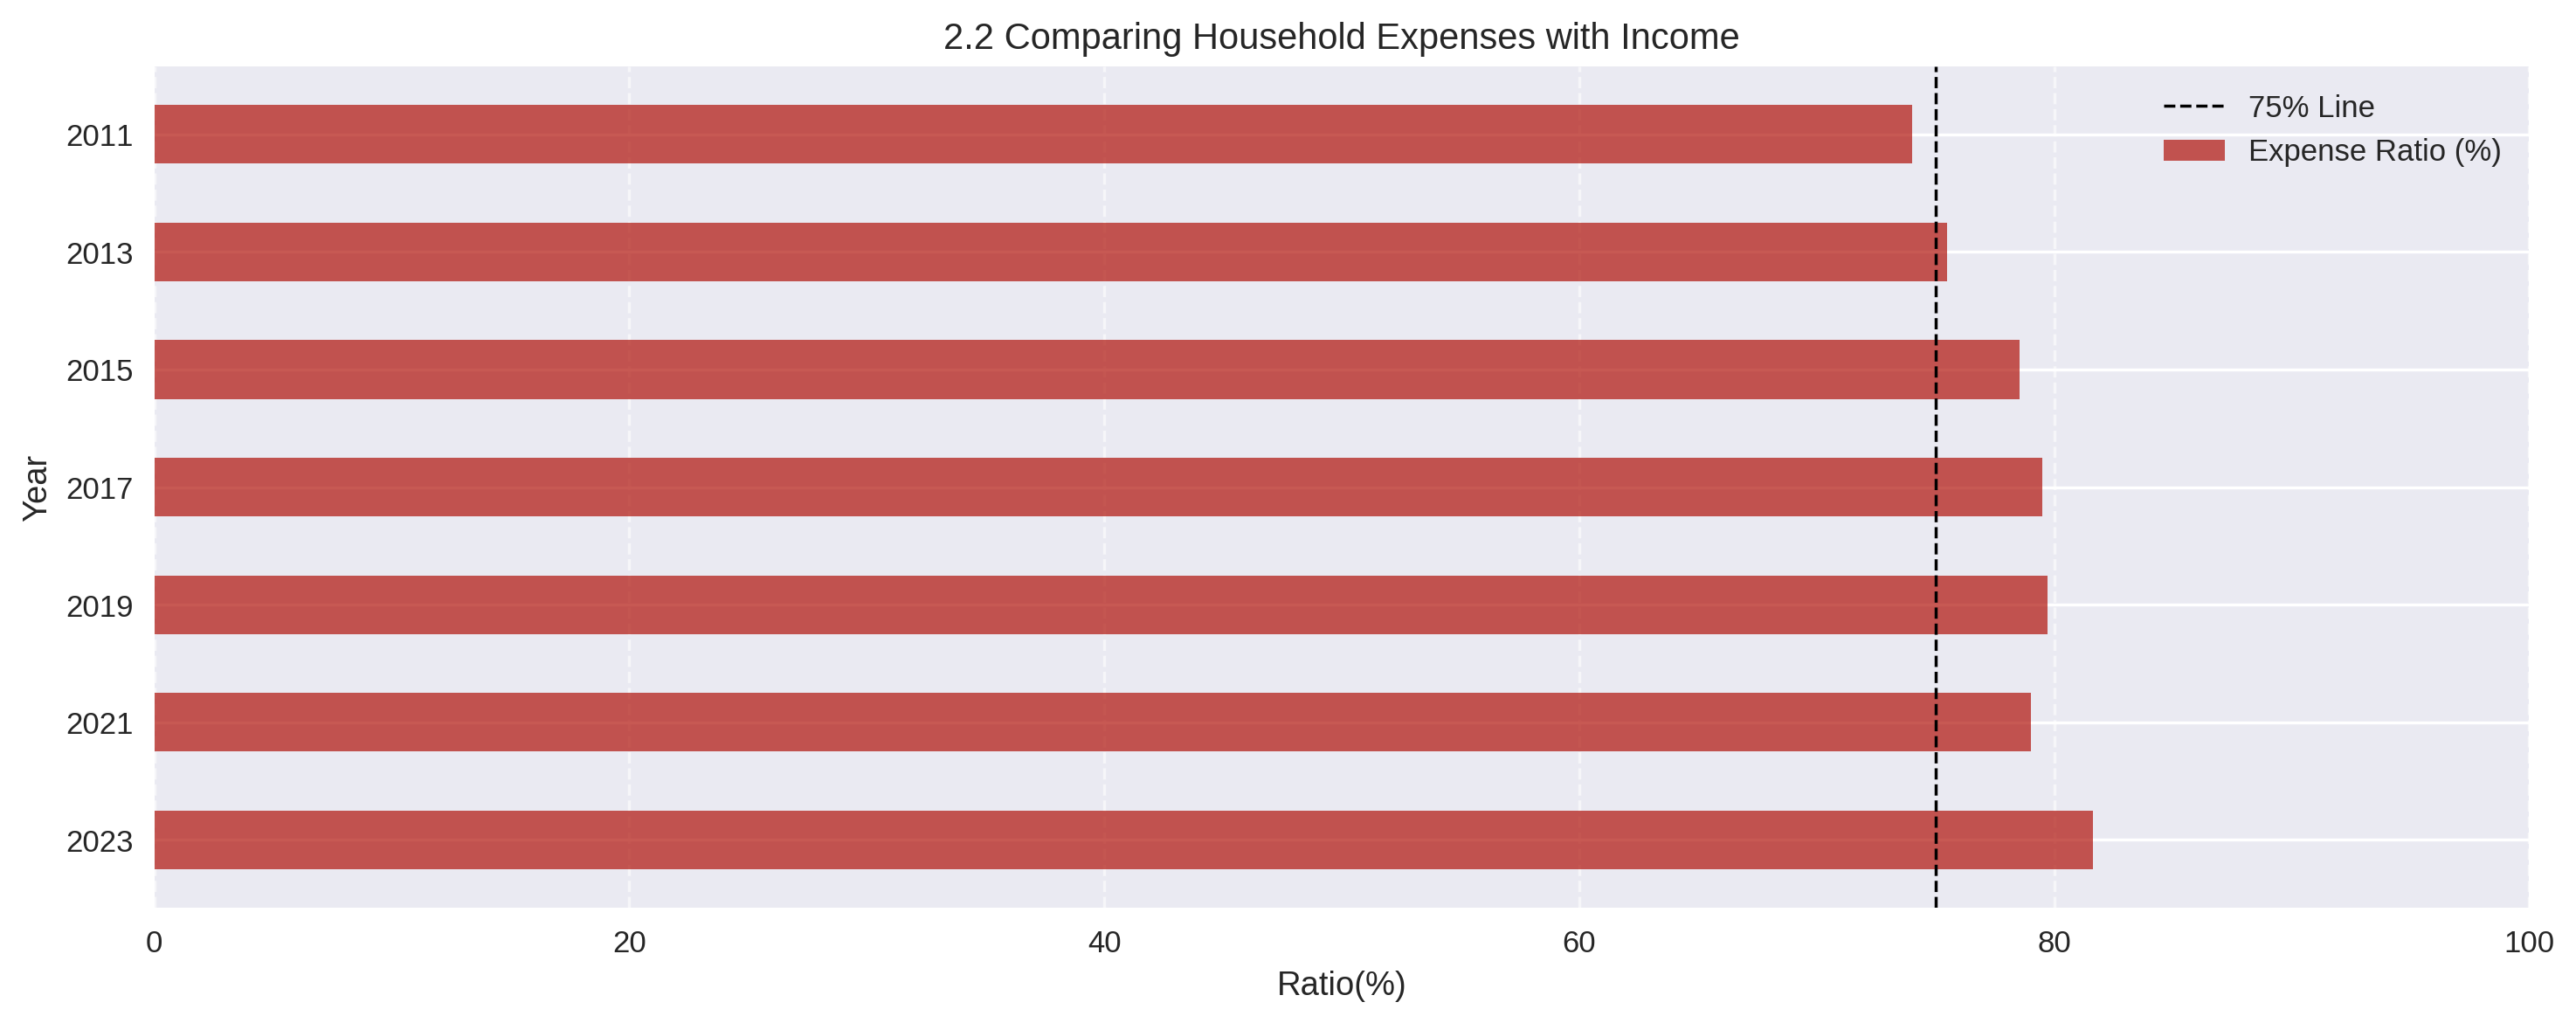 2.2 Comparing Household Expenses with Income
75% Line
Expense Ratio (%)
2011
2013
2015
2017
2019
2021
2023
Year
0 20 40 60 80 100
Ratio(%)